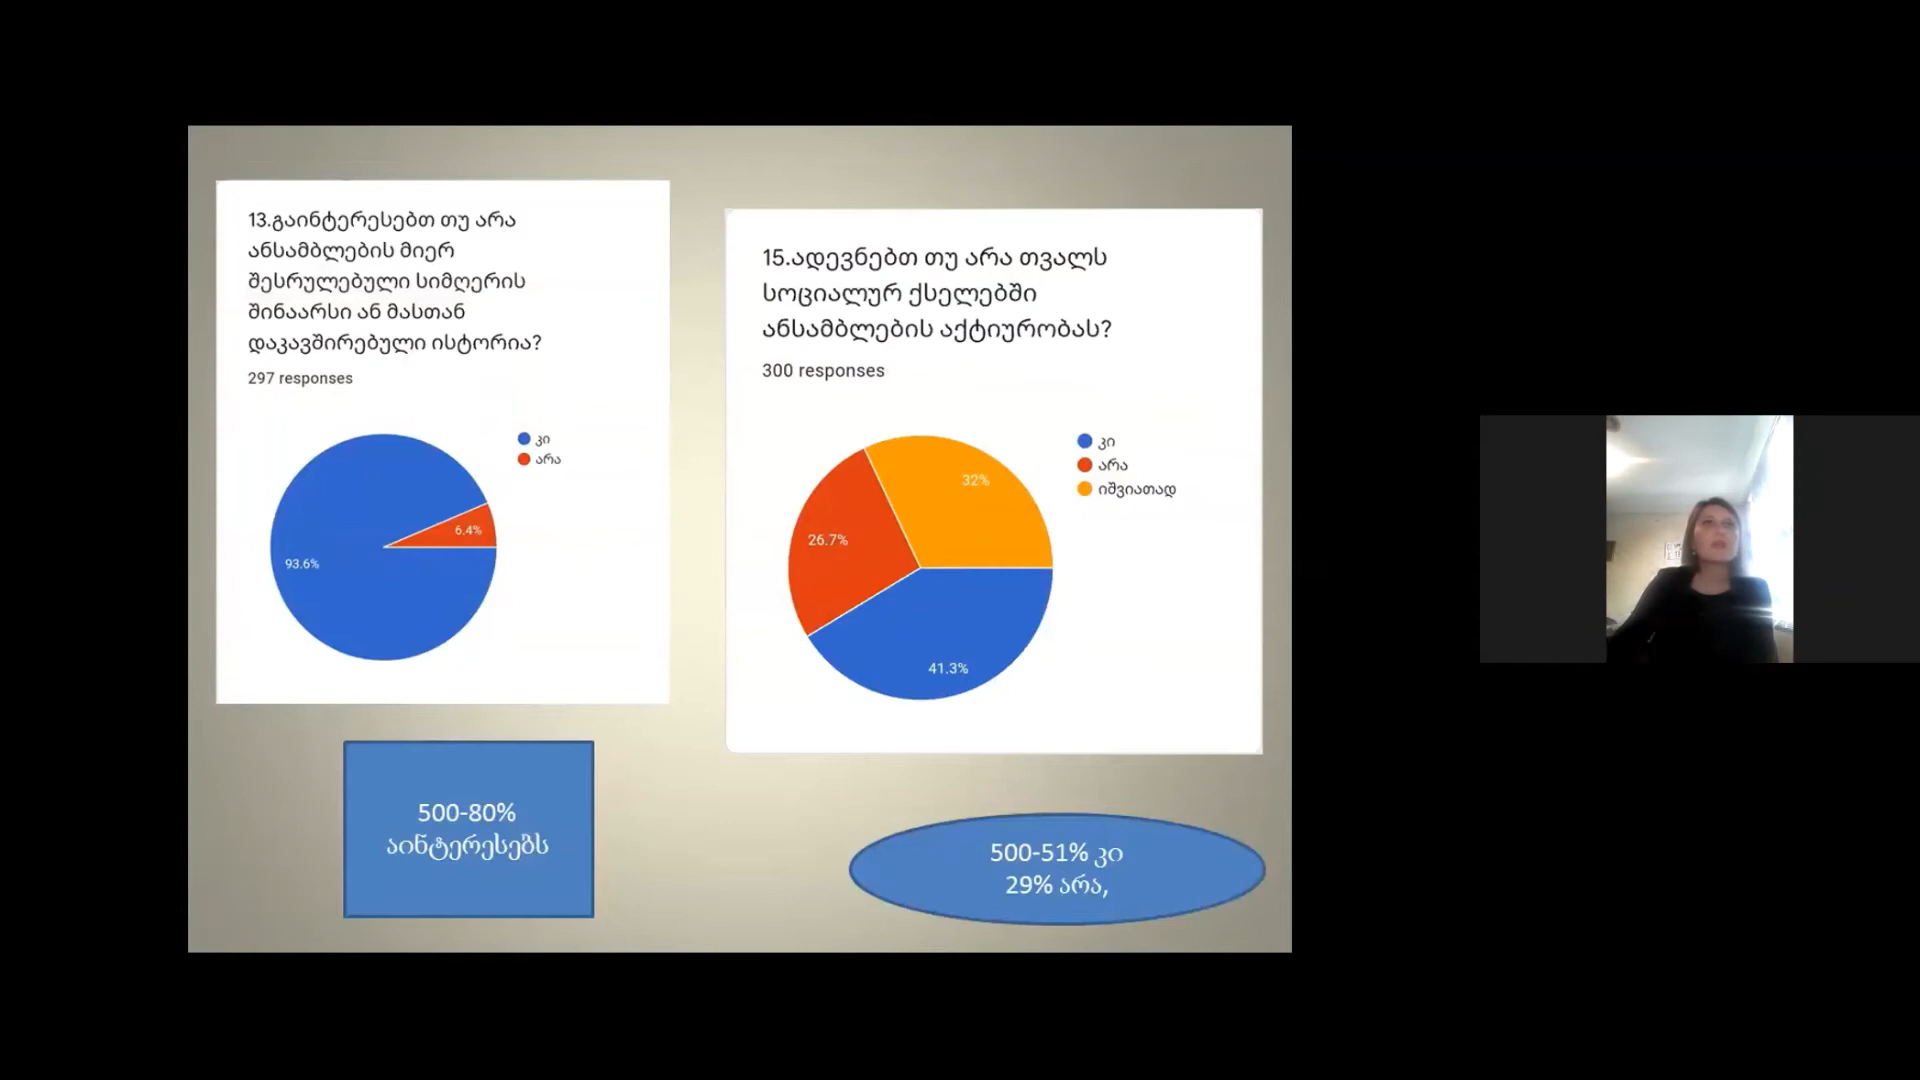 13.გაინტერესებთ თუ არა
ანსამბლების მიერ
შესრულებული სიმღერის
შინაარსი ან მასთან
დაკავშირებული ისტორია?
297 responses
კი
არა
6.4%
93.6%
500-80%
აინტერესებს
15.ადევნებთ თუ არა თვალს
სოციალურ ქსელებში
ანსამბლების აქტიურობას?
300 responses
კი
არა
იშვიათად
32%
26.7%
41.3%
500-51% კი
29% არა,